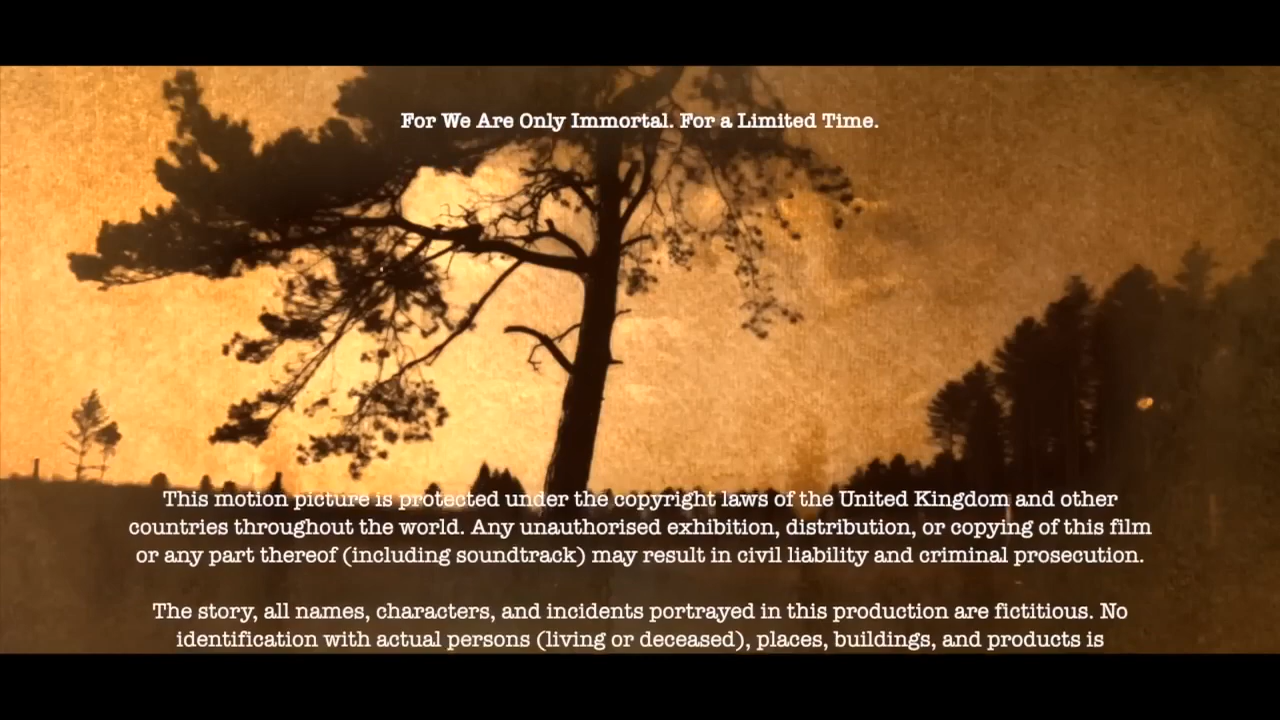 For We Are Only Immortal. For a Limited Time.
This motion picture is protected under the copyright laws of the United Kingdom and other
countries throughout the world. Any unauthorised exhibition, distribution, or copying of this film
or any part thereof (including soundtrack) may result in civil liability and criminal prosecution.
The story, all names, characters, and incidents portrayed in this production are fictitious. No
identification with actual persons (living or deceased), places, buildings, and products is